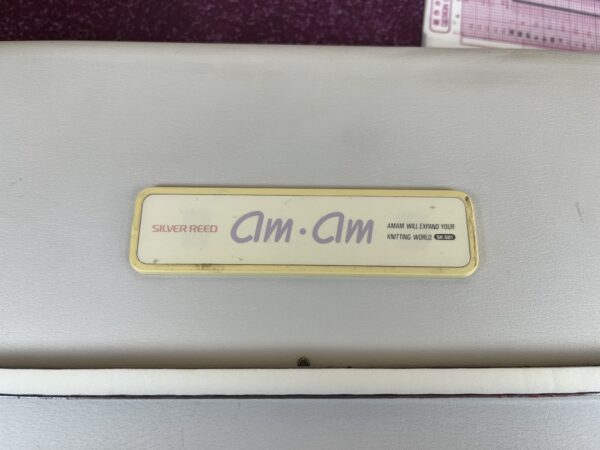 SILVER REED
am·am
AMAM WILL EXPAND YOUR
KNITTING WORLD